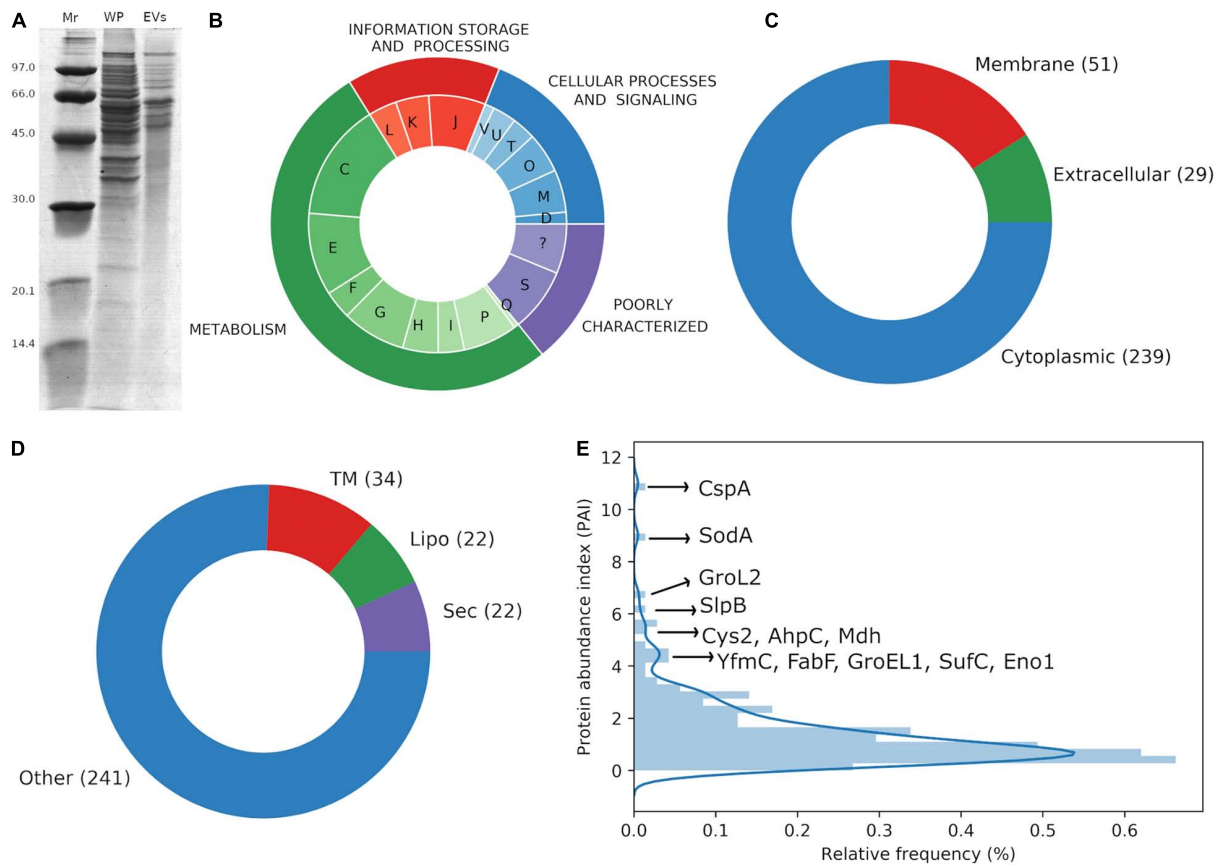 A
Mr WP EVs
97.0
66.0
45.0
30.0
20.1
14.4
B
INFORMATION STORAGE
AND PROCESSING
CELLULAR PROCESSES
AND SIGNALING
POORLY
CHARACTERIZED
METABOLISM
L K J V U T O M D ? S Q P I H G F E C
C
Membrane (51)
Extracellular (29)
Cytoplasmic (239)
D
TM (34)
Lipo (22)
Sec (22)
Other (241)
E
Protein abundance index (PAI)
12
10
8
6
4
2
0
CspA
SodA
GroL2
SlpB
Cys2, AhpC, Mdh
YfmC, FabF, GroEL1, SufC, Eno1
0.0 0.1 0.2 0.3 0.4 0.5 0.6
Relative frequency (%)